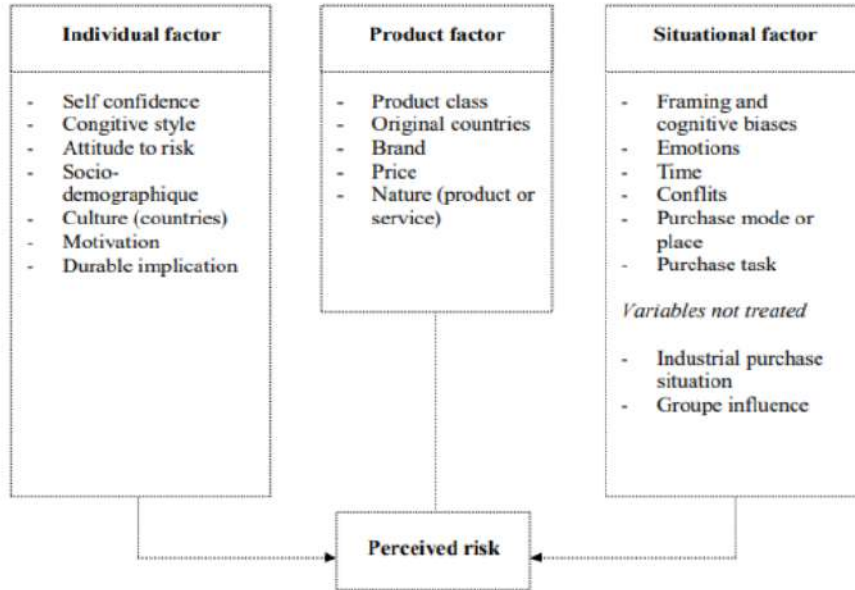 Individual factor
- Self confidence
- Congitive style
- Attitude to risk
- Socio-
demographique
- Culture (countries)
- Motivation
- Durable implication
Product factor
- Product class
- Original countries
- Brand
- Price
- Nature (product or
service)
Situational factor
- Framing and
cognitive biases
- Emotions
- Time
- Conflits
- Purchase mode or
place
- Purchase task
Variables not treated
- Industrial purchase
situation
- Groupe influence
Perceived risk